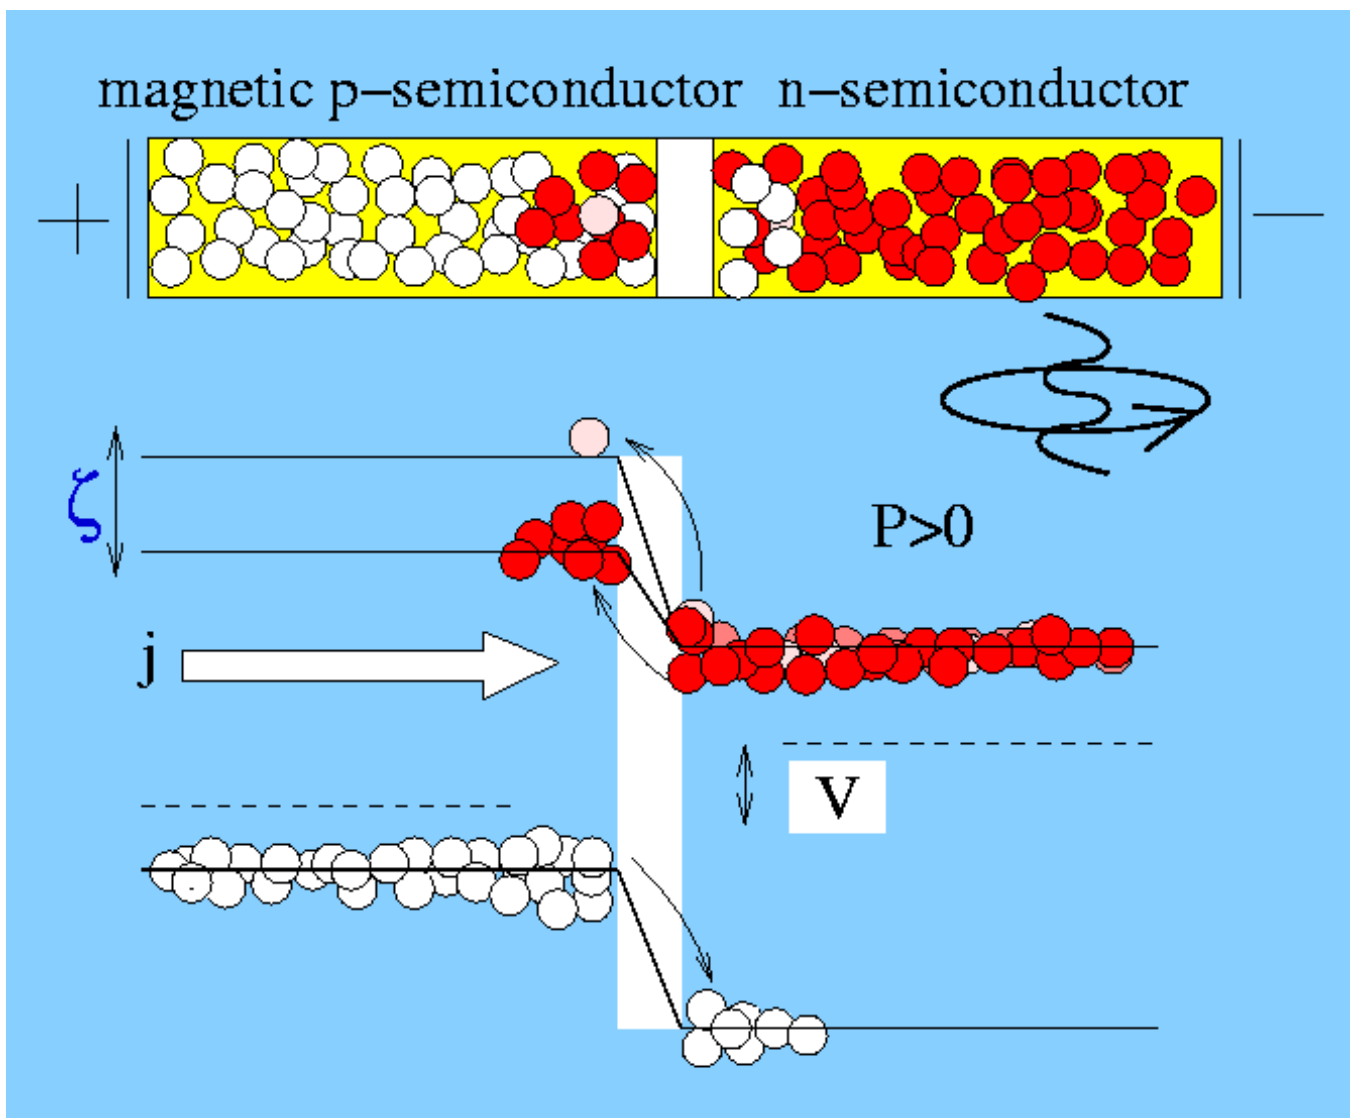 magnetic p−semiconductor n−semiconductor
+ −
ζ
P>0
j
V